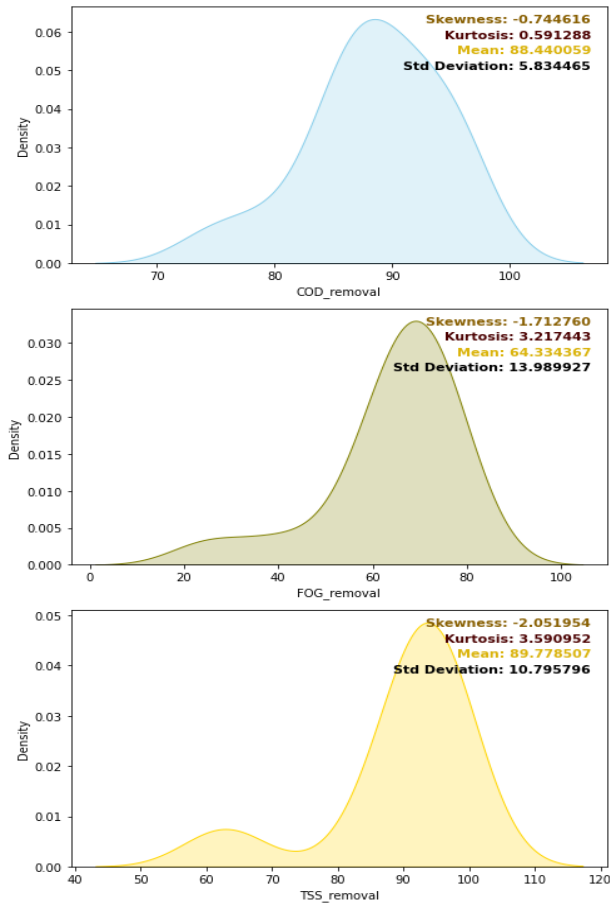 Skewness: -0.744616
Kurtosis: 0.591288
Mean: 88.440059
Std Deviation: 5.834465
0.06
0.05
0.04
0.03
0.02
0.01
0.00
Density
70 80 90 100
COD_removal
Skewness: -1.712760
Kurtosis: 3.217443
Mean: 64.334367
Std Deviation: 13.989927
0.030
0.025
0.020
0.015
0.010
0.005
0.000
Density
0 20 40 60 80 100
FOG_removal
Skewness: -2.051954
Kurtosis: 3.590952
Mean: 89.778507
Std Deviation: 10.795796
0.05
0.04
0.03
0.02
0.01
0.00
Density
40 50 60 70 80 90 100 110 120
TSS_removal